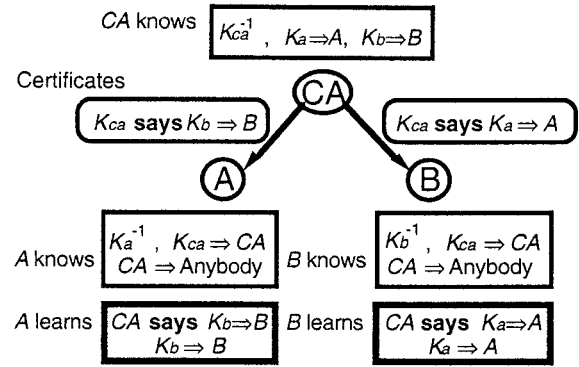 CA knows Kca⁻¹ , Ka⇒A, Kb⇒B
Certificates
CA
Kca says Kb ⇒ B
Kca says Ka ⇒ A
A
B
A knows
Ka⁻¹ , Kca ⇒ CA
CA ⇒ Anybody
B knows
Kb⁻¹ , Kca ⇒ CA
CA ⇒ Anybody
A learns
CA says Kb⇒B
Kb ⇒ B
B learns
CA says Ka⇒A
Ka ⇒ A